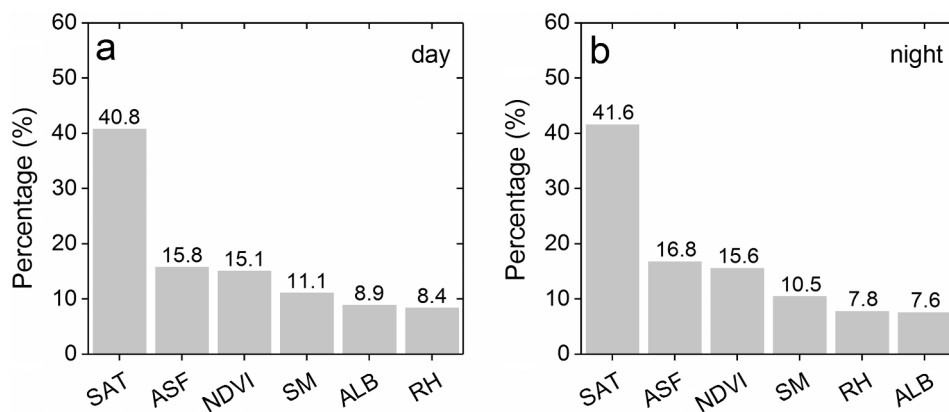 a
day
Percentage (%)
60
50
40
30
20
10
0
40.8
15.8
15.1
11.1
8.9
8.4
SAT
ASF
NDVI
SM
ALB
RH
b
night
Percentage (%)
60
50
40
30
20
10
0
41.6
16.8
15.6
10.5
7.8
7.6
SAT
ASF
NDVI
SM
RH
ALB